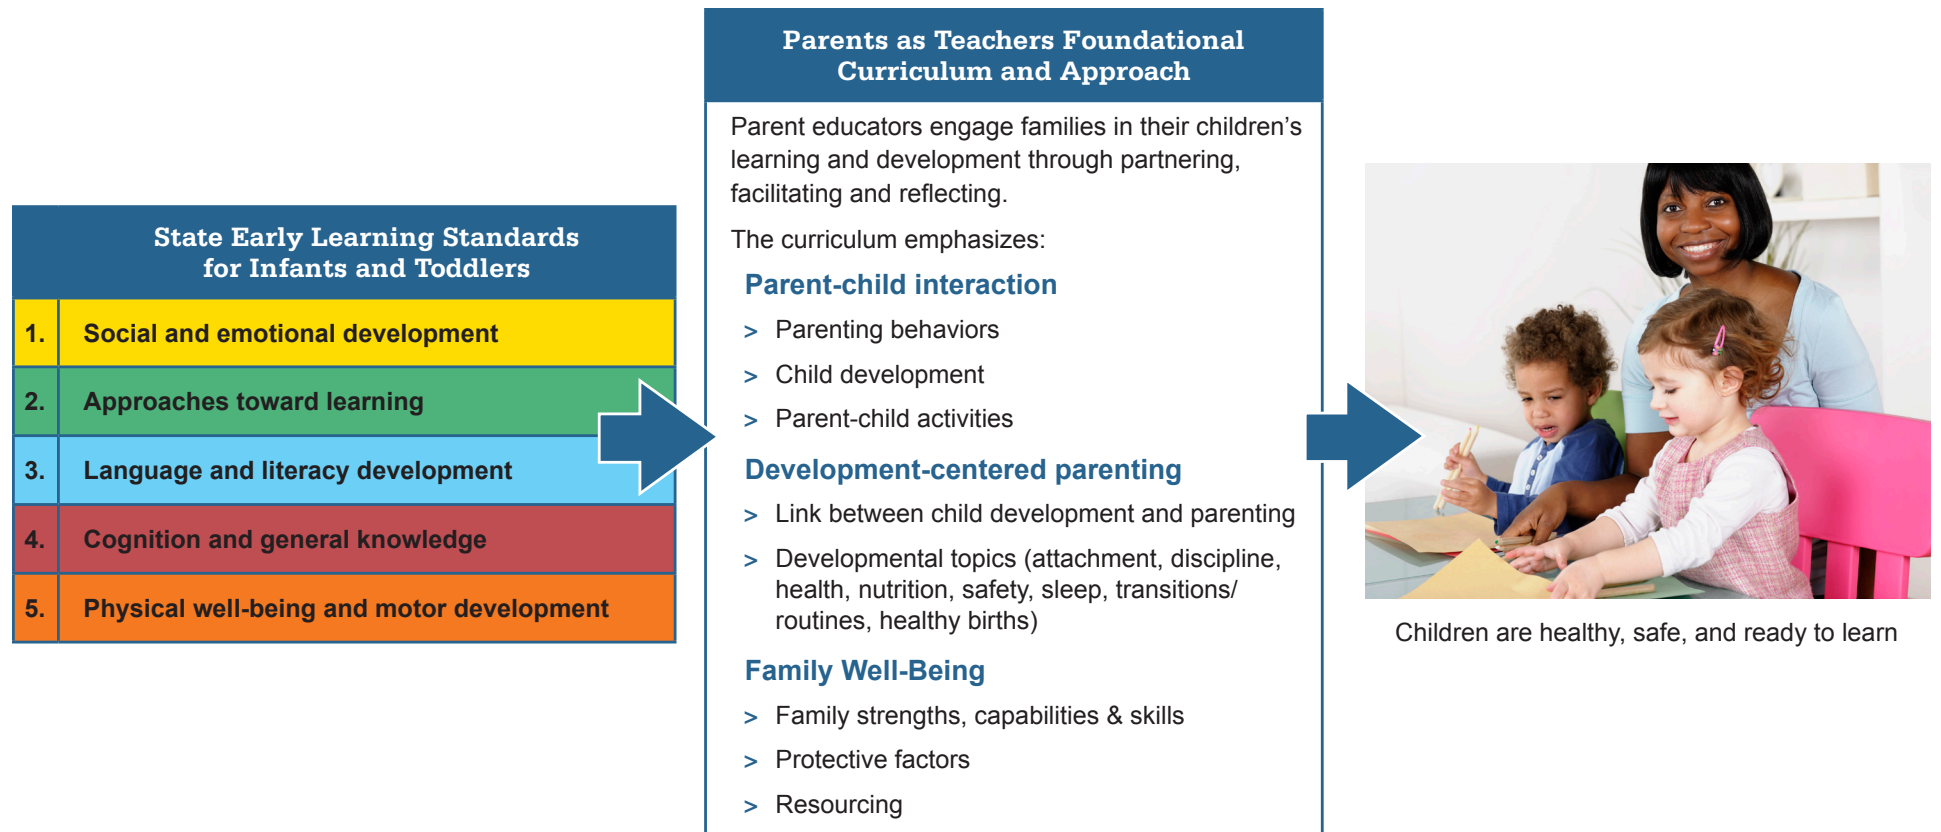 State Early Learning Standards
for Infants and Toddlers
1. Social and emotional development
2. Approaches toward learning
3. Language and literacy development
4. Cognition and general knowledge
5. Physical well-being and motor development
Parents as Teachers Foundational
Curriculum and Approach
Parent educators engage families in their children’s
learning and development through partnering,
facilitating and reflecting.
The curriculum emphasizes:
Parent-child interaction
> Parenting behaviors
> Child development
> Parent-child activities
Development-centered parenting
> Link between child development and parenting
> Developmental topics (attachment, discipline,
health, nutrition, safety, sleep, transitions/
routines, healthy births)
Family Well-Being
> Family strengths, capabilities & skills
> Protective factors
> Resourcing
Children are healthy, safe, and ready to learn